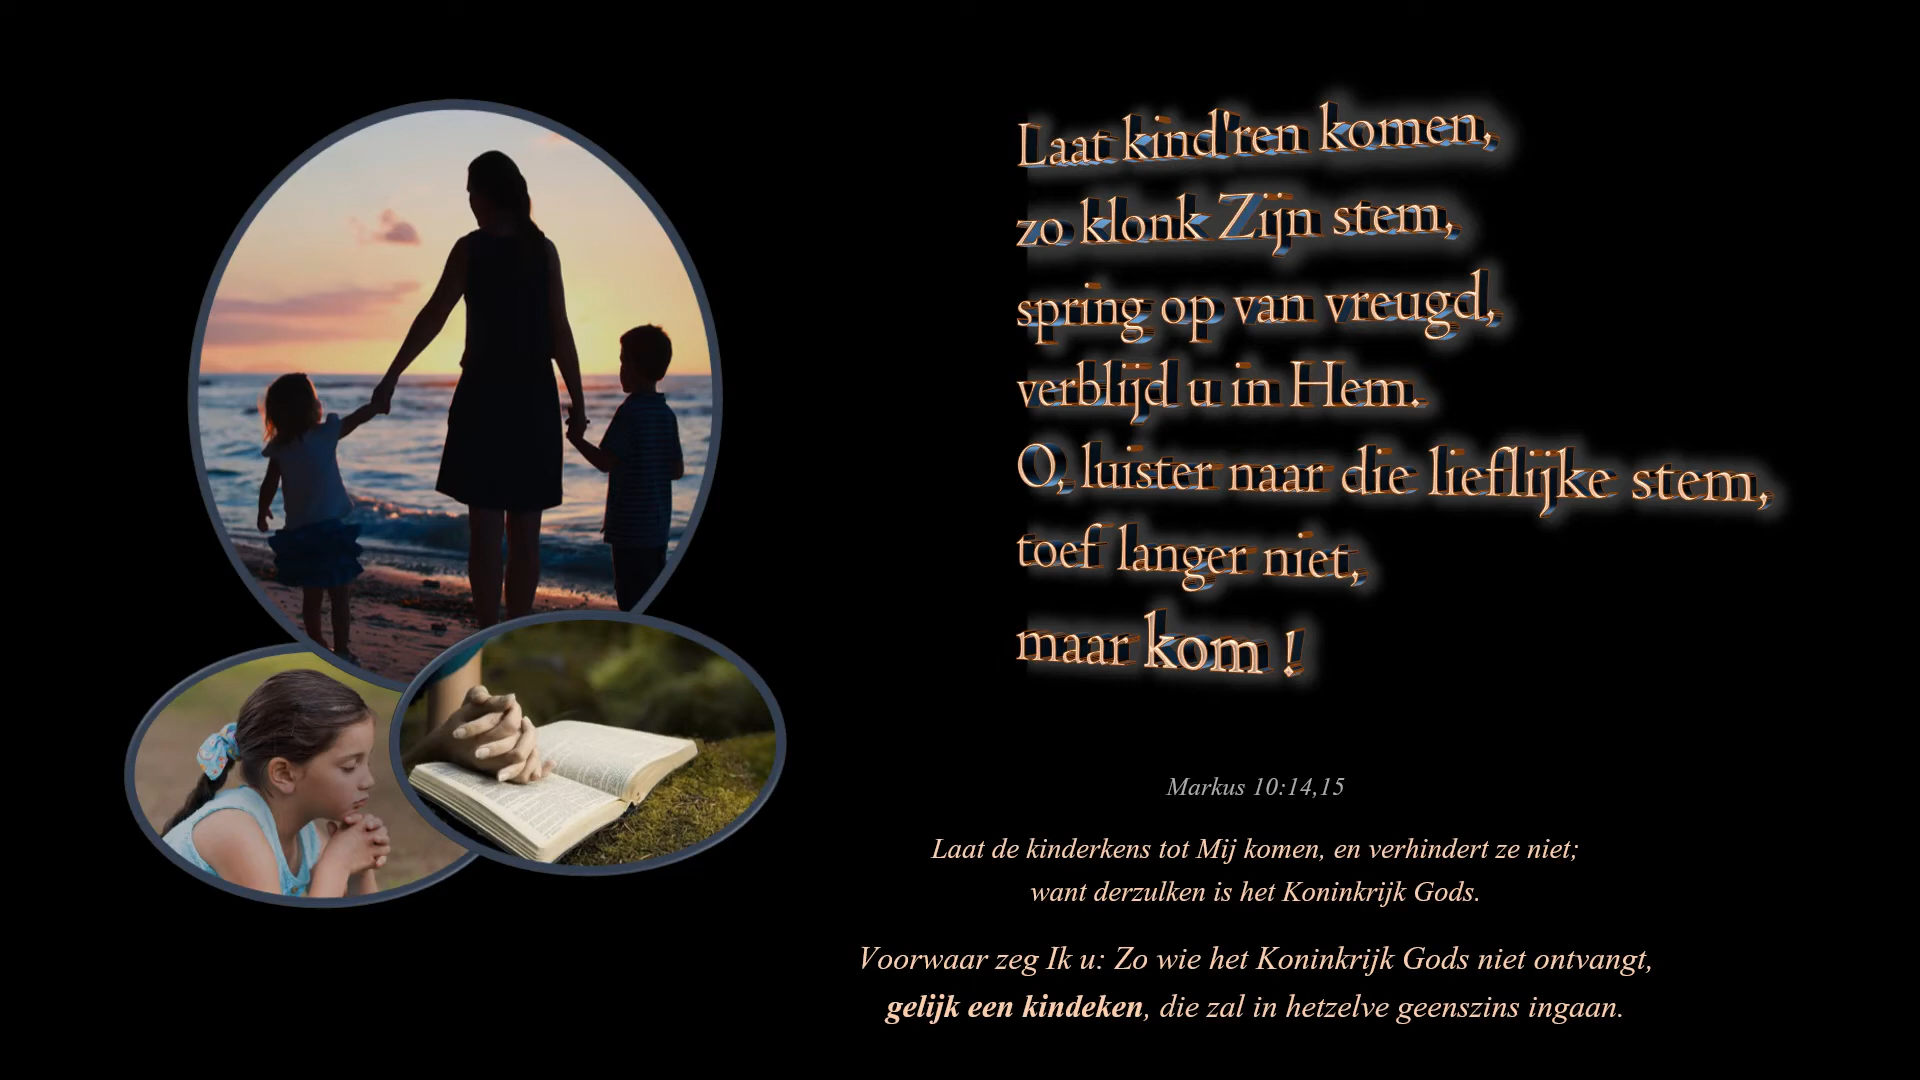 Laat kind'ren komen,
zo klonk Zijn stem,
spring op van vreugd,
verblijd u in Hem.
O, luister naar die lieflijke stem,
toef langer niet,
maar kom !
Markus 10:14,15
Laat de kinderkens tot Mij komen, en verhindert ze niet;
want derzulken is het Koninkrijk Gods.
Voorwaar zeg Ik u: Zo wie het Koninkrijk Gods niet ontvangt,
gelijk een kindeken, die zal in hetzelve geenszins ingaan.